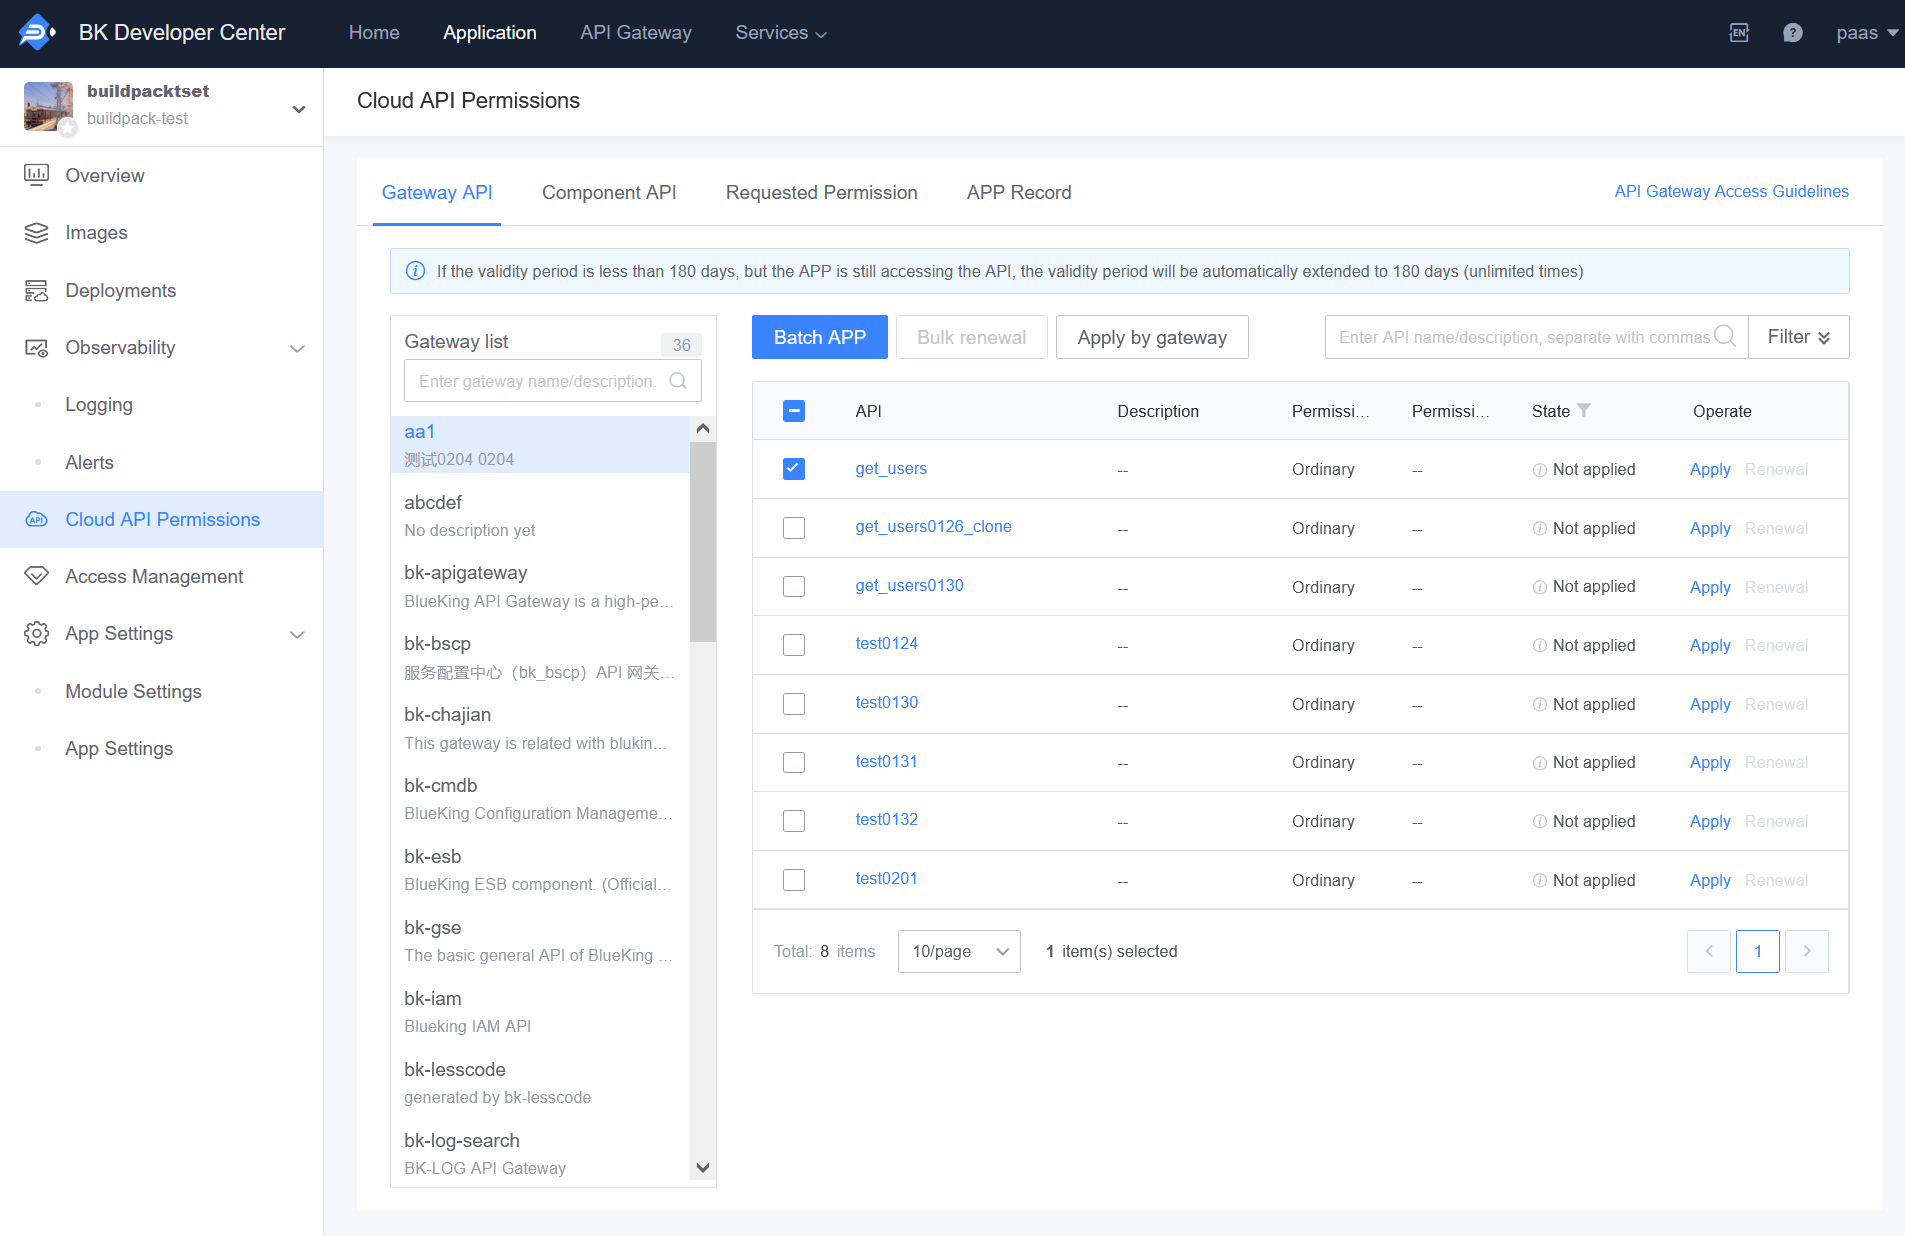 BK Developer Center
Home
Application
API Gateway
Services
EN
?
paas
buildpacktset
buildpack-test
Overview
Images
Deployments
Observability
Logging
Alerts
API
Cloud API Permissions
Access Management
App Settings
Module Settings
App Settings
Cloud API Permissions
Gateway API
Component API
Requested Permission
APP Record
API Gateway Access Guidelines
If the validity period is less than 180 days, but the APP is still accessing the API, the validity period will be automatically extended to 180 days (unlimited times)
Gateway list
36
Enter gateway name/description.
aa1
测试0204 0204
abcdef
No description yet
bk-apigateway
BlueKing API Gateway is a high-pe…
bk-bscp
服务配置中心（bk_bscp）API 网关…
bk-chajian
This gateway is related with blukin…
bk-cmdb
BlueKing Configuration Manageme…
bk-esb
BlueKing ESB component. (Official…
bk-gse
The basic general API of BlueKing …
bk-iam
Blueking IAM API
bk-lesscode
generated by bk-lesscode
bk-log-search
BK-LOG API Gateway
Batch APP
Bulk renewal
Apply by gateway
Enter API name/description, separate with commas
Filter
API Description Permissi… Permissi… State Operate
get_users -- Ordinary -- Not applied Apply Renewal
get_users0126_clone -- Ordinary -- Not applied Apply Renewal
get_users0130 -- Ordinary -- Not applied Apply Renewal
test0124 -- Ordinary -- Not applied Apply Renewal
test0130 -- Ordinary -- Not applied Apply Renewal
test0131 -- Ordinary -- Not applied Apply Renewal
test0132 -- Ordinary -- Not applied Apply Renewal
test0201 -- Ordinary -- Not applied Apply Renewal
Total: 8 items
10/page
1 item(s) selected
1